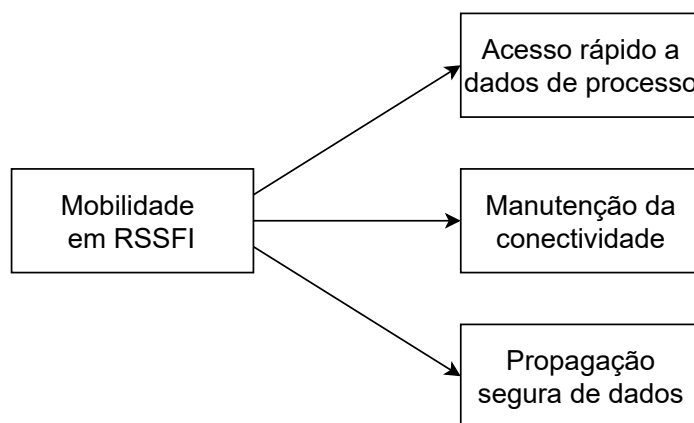 Acesso rápido a
dados de processo
Mobilidade
em RSSFI
Manutenção da
conectividade
Propagação
segura de dados